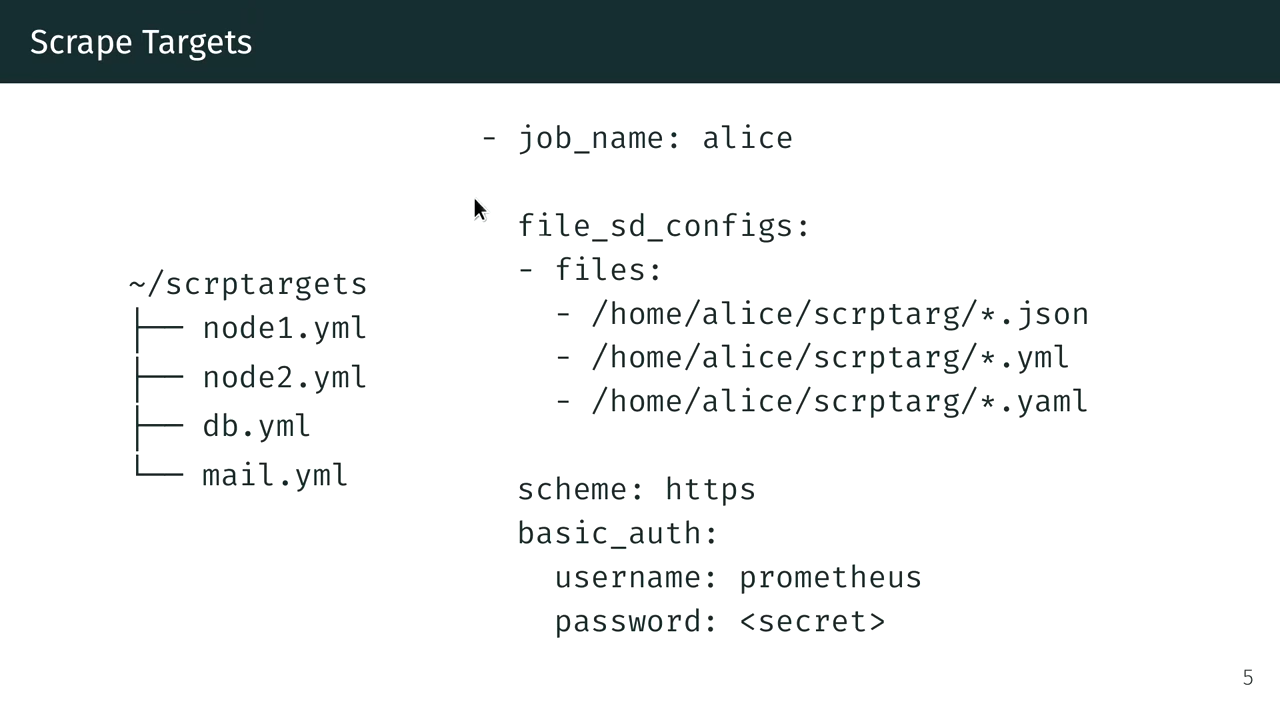 Scrape Targets
~/scrptargets
├── node1.yml
├── node2.yml
├── db.yml
└── mail.yml
- job_name: alice
file_sd_configs:
- files:
- /home/alice/scrptarg/*.json
- /home/alice/scrptarg/*.yml
- /home/alice/scrptarg/*.yaml
scheme: https
basic_auth:
username: prometheus
password: <secret>
5